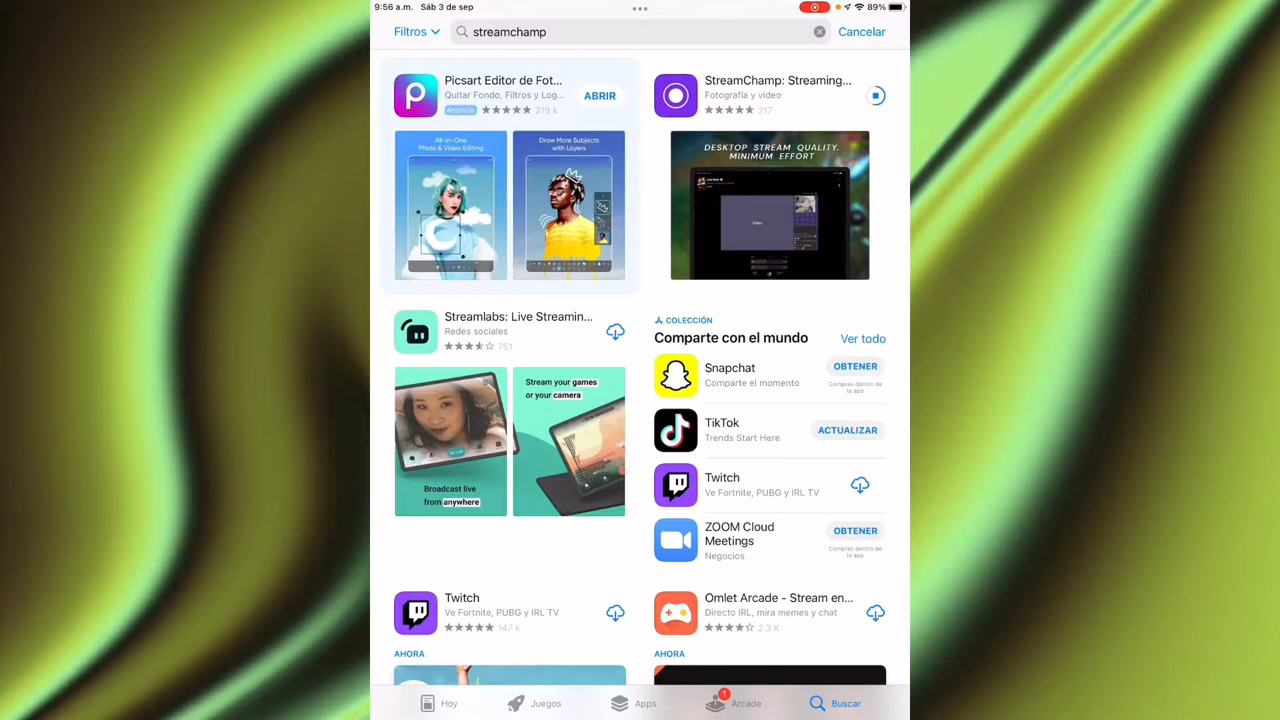 9:56 a.m. Sáb 3 de sep
89%
Filtros
streamchamp
Cancelar
Picsart Editor de Fot...
Quitar Fondo, Filtros y Log...
Anuncio 219 k
ABRIR
All-in-One
Photo & Video Editing
Draw More Subjects
with Layers
StreamChamp: Streaming...
Fotografía y video
217
DESKTOP STREAM QUALITY.
MINIMUM EFFORT
Video
Streamlabs: Live Streamin...
Redes sociales
751
Broadcast live
from anywhere
Stream your games
or your camera
COLECCIÓN
Comparte con el mundo
Ver todo
Snapchat
Comparte el momento
OBTENER
Compras dentro de
la app
TikTok
Trends Start Here
ACTUALIZAR
Twitch
Ve Fortnite, PUBG y IRL TV
ZOOM Cloud
Meetings
Negocios
OBTENER
Compras dentro de
la app
Twitch
Ve Fortnite, PUBG y IRL TV
147 k
AHORA
Omlet Arcade - Stream en...
Directo IRL, mira memes y chat
2.3 K
AHORA
Hoy
Juegos
Apps
1
Arcade
Buscar